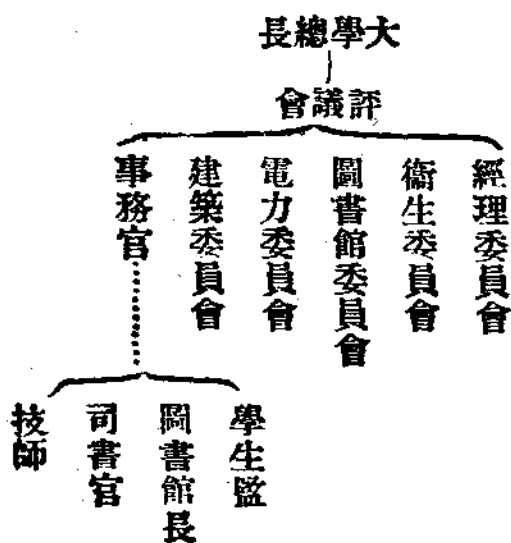 大學總長
評議會
經理委員會
衞生委員會
圖書館委員會
電力委員會
建築委員會
事務官
學生監
圖書館長
司書官
技師